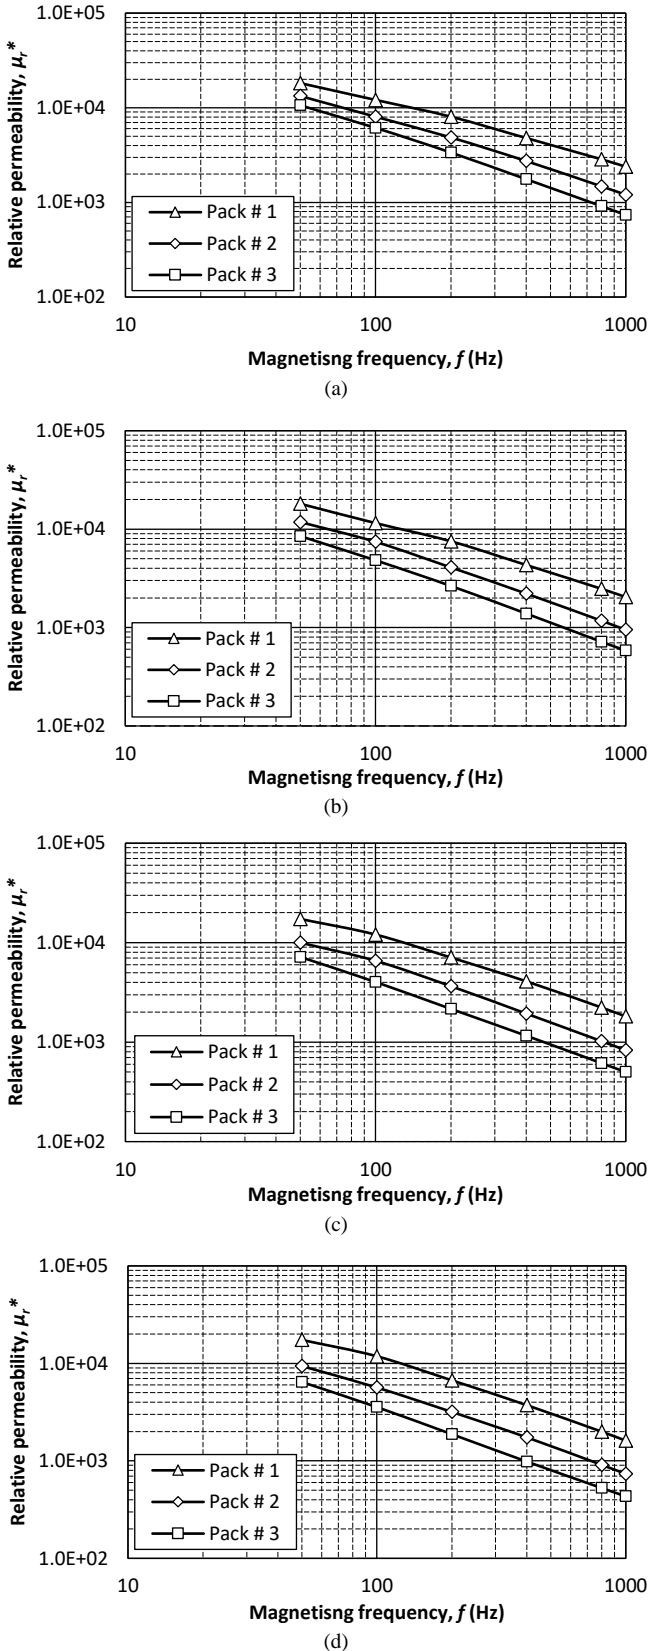 1.0E+05
1.0E+04
1.0E+03
1.0E+02
Relative permeability, μr*
Pack # 1
Pack # 2
Pack # 3
10 100 1000
Magnetisng frequency, f (Hz)
(a)
1.0E+05
1.0E+04
1.0E+03
1.0E+02
Relative permeability, μr*
Pack # 1
Pack # 2
Pack # 3
10 100 1000
Magnetisng frequency, f (Hz)
(b)
1.0E+05
1.0E+04
1.0E+03
1.0E+02
Relative permeability, μr*
Pack # 1
Pack # 2
Pack # 3
10 100 1000
Magnetisng frequency, f (Hz)
(c)
1.0E+05
1.0E+04
1.0E+03
1.0E+02
Relative permeability, μr*
Pack # 1
Pack # 2
Pack # 3
10 100 1000
Magnetisng frequency, f (Hz)
(d)